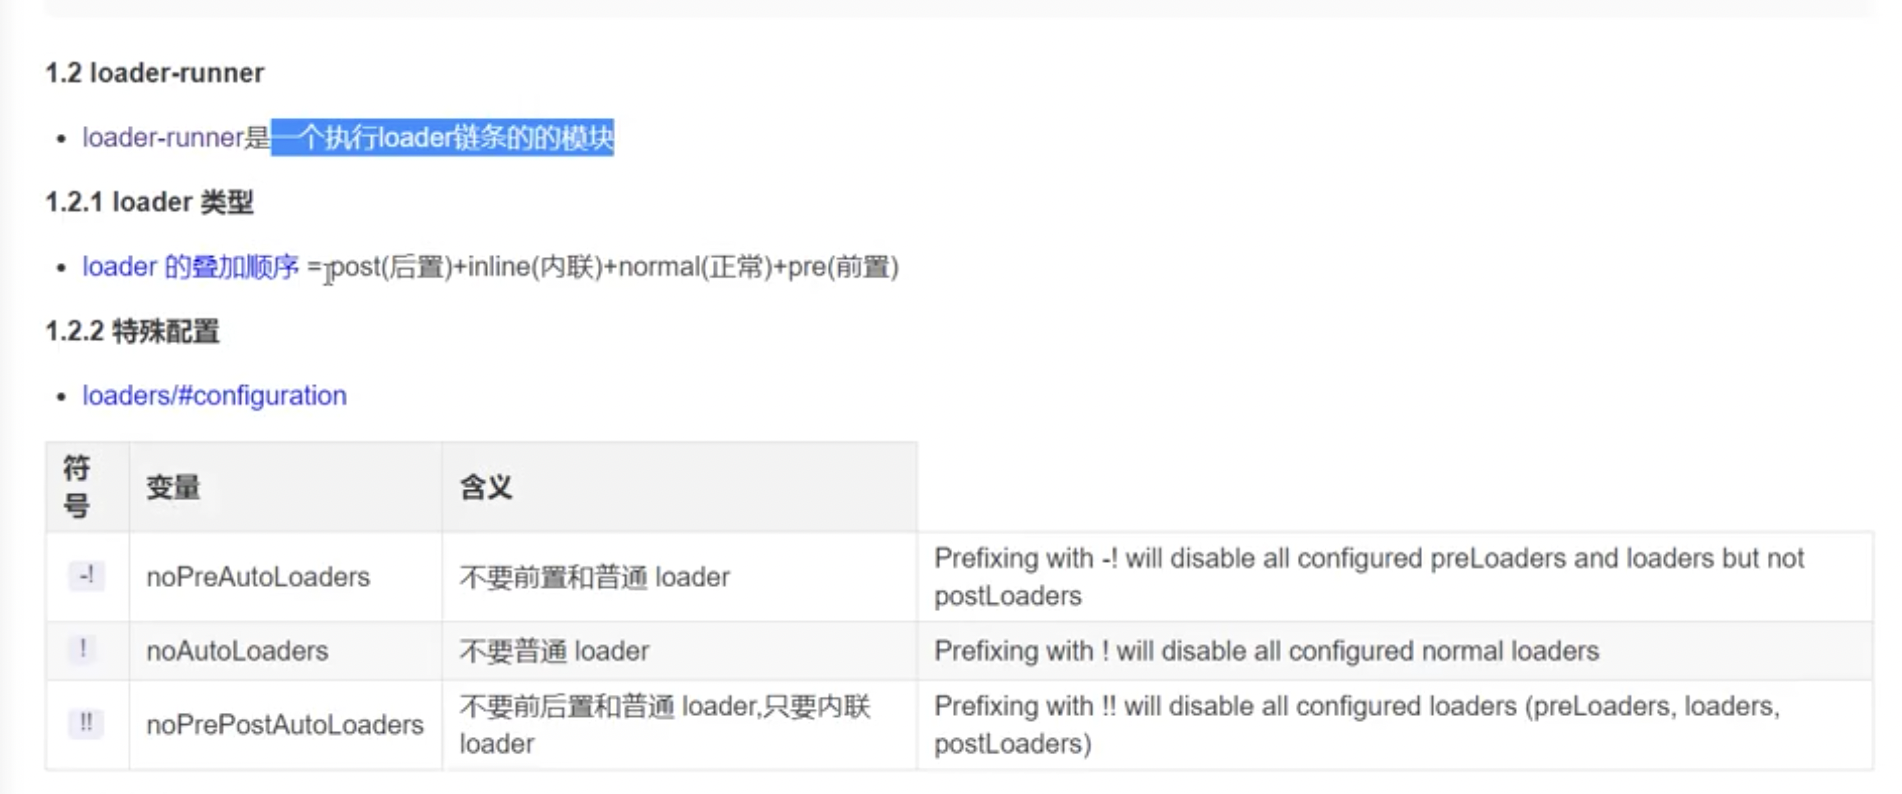 1.2 loader-runner
• loader-runner是一个执行loader链条的的模块
1.2.1 loader 类型
• loader 的叠加顺序 = post(后置)+inline(内联)+normal(正常)+pre(前置)
1.2.2 特殊配置
• loaders/#configuration
符
号
变量
含义
-!
noPreAutoLoaders
不要前置和普通 loader
Prefixing with -! will disable all configured preLoaders and loaders but not
postLoaders
!
noAutoLoaders
不要普通 loader
Prefixing with ! will disable all configured normal loaders
!!
noPrePostAutoLoaders
不要前后置和普通 loader,只要内联
loader
Prefixing with !! will disable all configured loaders (preLoaders, loaders,
postLoaders)